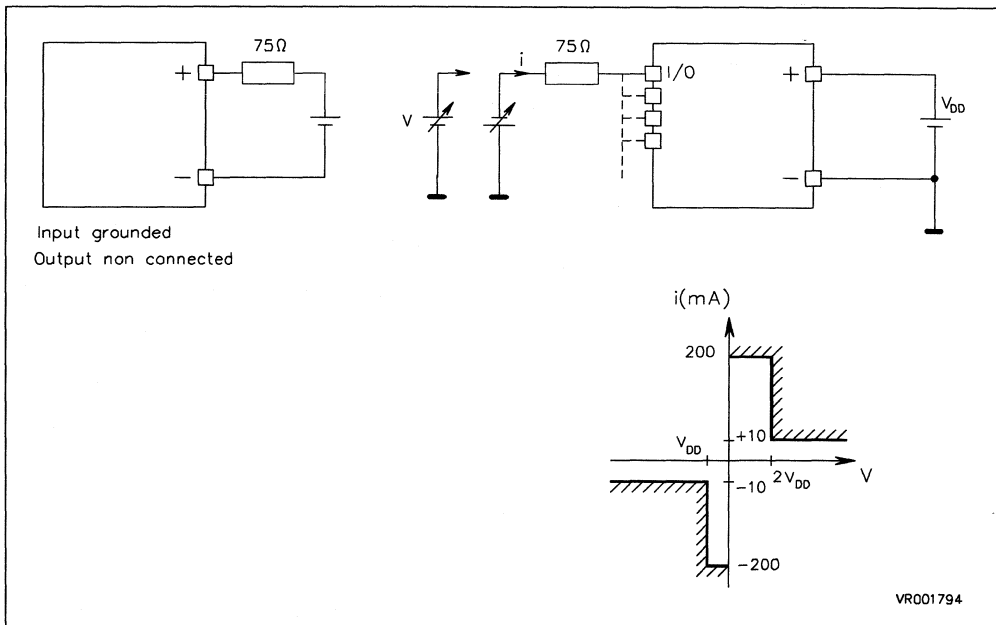 75Ω
+
−
Input grounded
Output non connected
V
i
75Ω
I/O
+
−
V_DD
i(mA)
200
+10
V_DD
-10
2V_DD
V
-200
VR001794